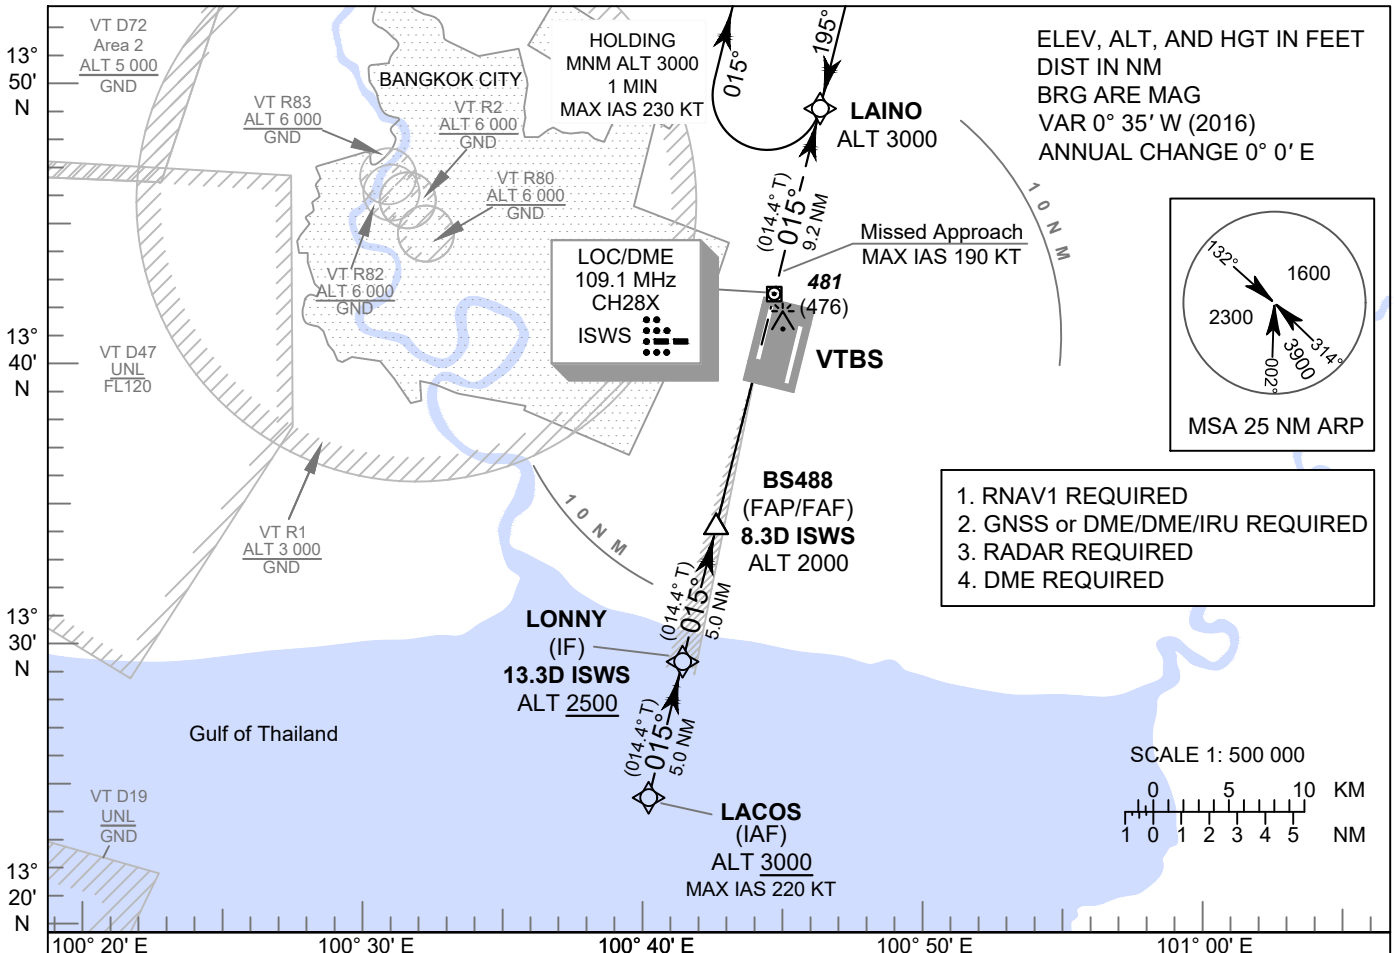 VT D72
Area 2
ALT 5 000
GND
13°
50'
N
HOLDING
MNM ALT 3000
1 MIN
MAX IAS 230 KT
BANGKOK CITY
VT R83
ALT 6 000
GND
VT R2
ALT 6 000
GND
VT R80
ALT 6 000
GND
VT R82
ALT 6 000
GND
015°
195°
LAINO
ALT 3000
ELEV, ALT, AND HGT IN FEET
DIST IN NM
BRG ARE MAG
VAR 0° 35' W (2016)
ANNUAL CHANGE 0° 0' E
10 NM
(014.4° T)
015°
9.2 NM
Missed Approach
MAX IAS 190 KT
LOC/DME
109.1 MHz
CH28X
ISWS
481
(476)
VTBS
132°
1600
2300
3900
314°
002°
MSA 25 NM ARP
13°
40'
N
VT D47
UNL
FL120
VT R1
ALT 3 000
GND
10 NM
BS488
(FAP/FAF)
8.3D ISWS
ALT 2000
1. RNAV1 REQUIRED
2. GNSS or DME/DME/IRU REQUIRED
3. RADAR REQUIRED
4. DME REQUIRED
(014.4° T)
015°
5.0 NM
13°
30'
N
LONNY
(IF)
13.3D ISWS
ALT 2500
Gulf of Thailand
(014.4° T)
015°
5.0 NM
LACOS
(IAF)
ALT 3000
MAX IAS 220 KT
SCALE 1: 500 000
0 5 10 KM
1 0 1 2 3 4 5 NM
VT D19
UNL
GND
13°
20'
N
100° 20' E
100° 30' E
100° 40' E
100° 50' E
101° 00' E